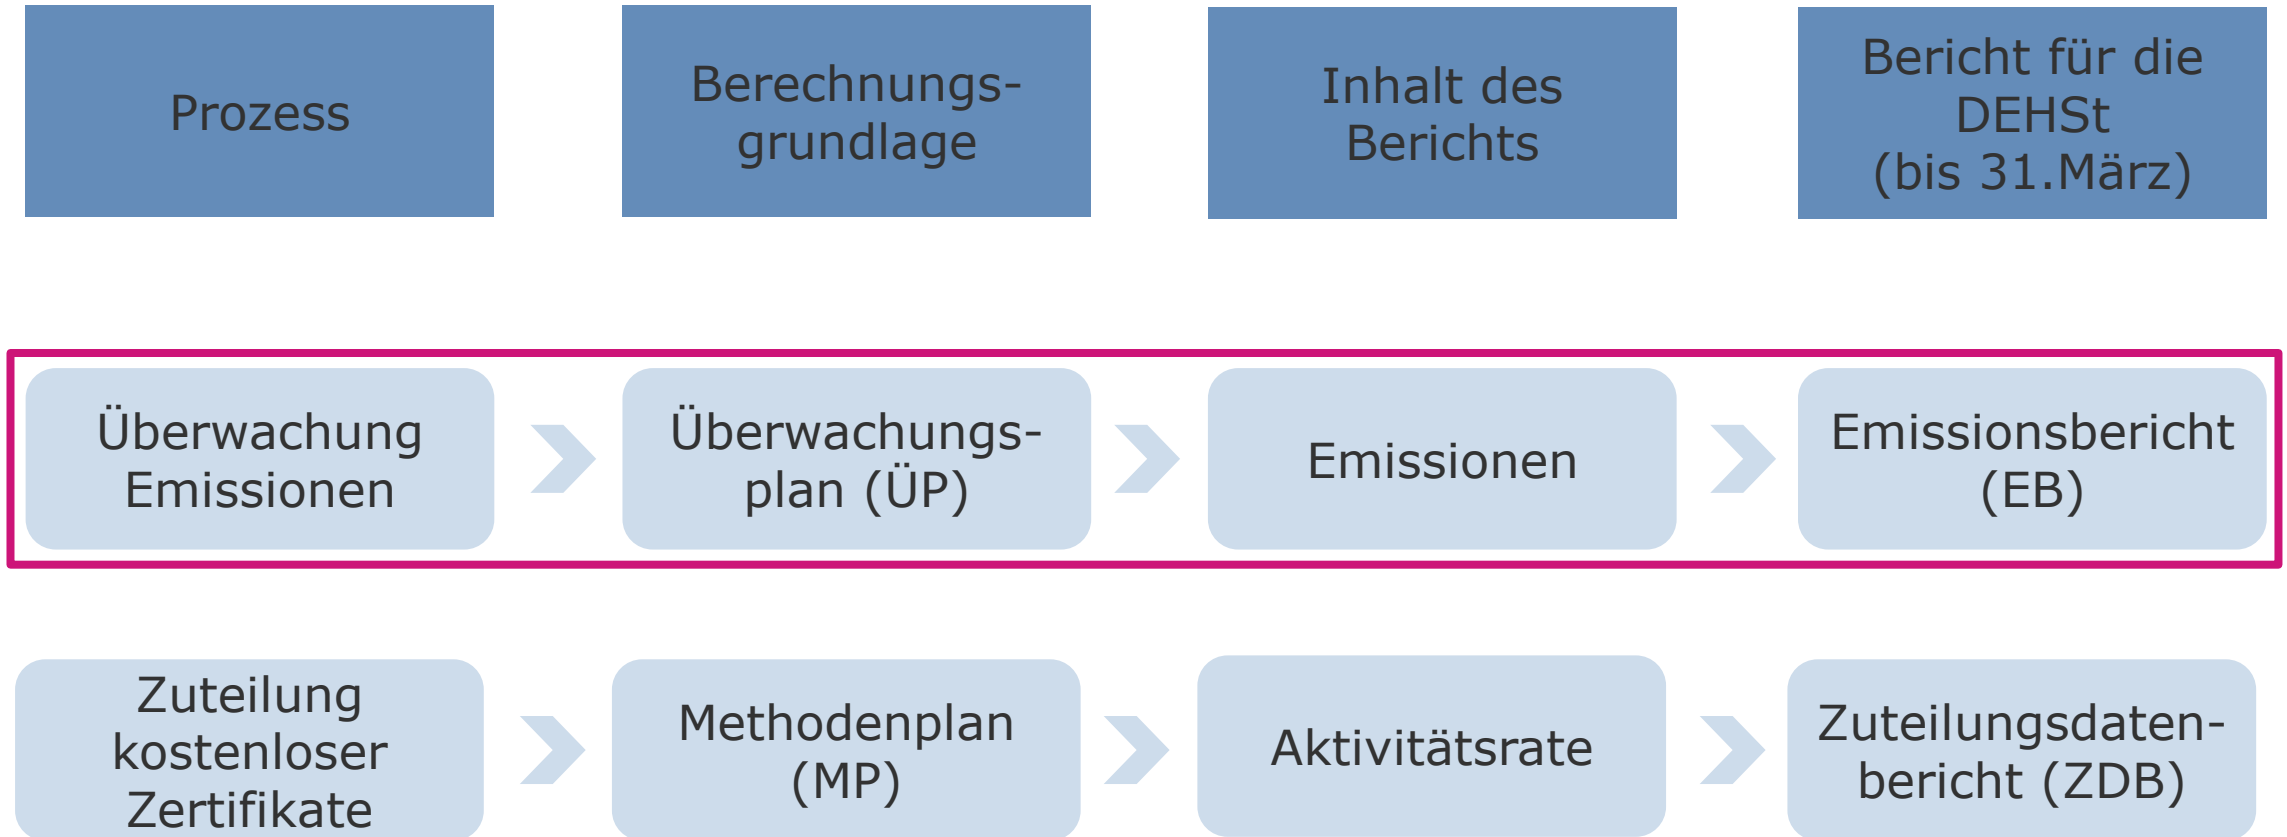 Prozess
Berechnungs-
grundlage
Inhalt des
Berichts
Bericht für die
DEHSt
(bis 31.März)
Überwachung
Emissionen
Überwachungs-
plan (ÜP)
Emissionen
Emissionsbericht
(EB)
Zuteilung
kostenloser
Zertifikate
Methodenplan
(MP)
Aktivitätsrate
Zuteilungsdaten-
bericht (ZDB)